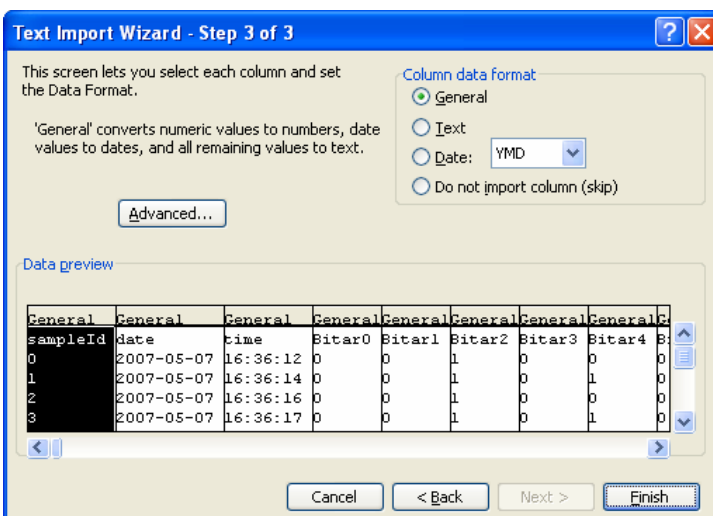 Text Import Wizard - Step 3 of 3
This screen lets you select each column and set
the Data Format.
'General' converts numeric values to numbers, date
values to dates, and all remaining values to text.
Advanced...
Column data format
General
Text
Date: YMD
Do not import column (skip)
Data preview
General General General General General General General General G
sampleId date time Bitar0 Bitar1 Bitar2 Bitar3 Bitar4 Bi
0 2007-05-07 16:36:12 0 0 1 0 0 0
1 2007-05-07 16:36:14 0 0 1 0 1 0
2 2007-05-07 16:36:16 0 0 1 0 0 0
3 2007-05-07 16:36:17 0 0 1 0 1 0
Cancel < Back Next > Finish